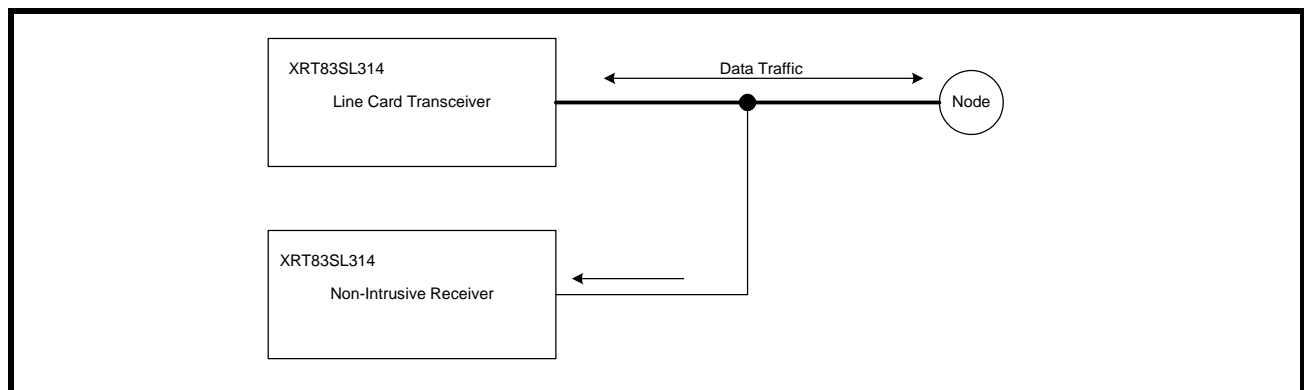 XRT83SL314
Line Card Transceiver
Data Traffic
Node
XRT83SL314
Non-Intrusive Receiver